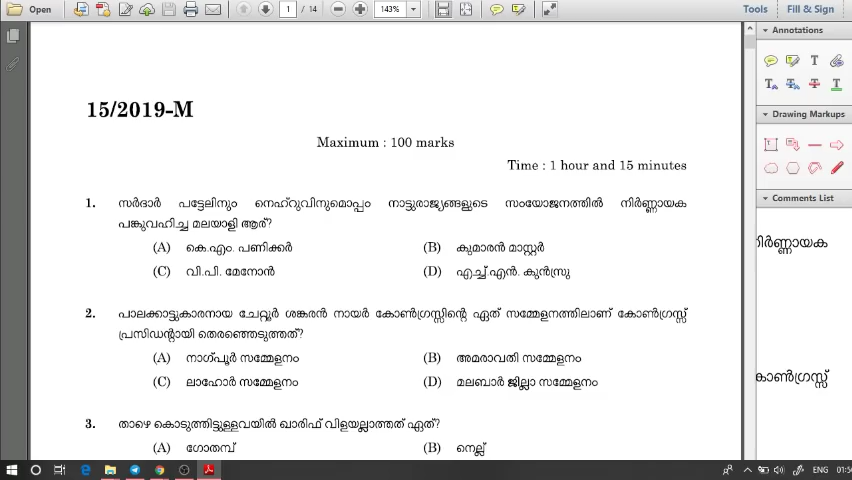 Open 1 / 14 143% Tools Fill & Sign
Annotations
15/2019-M
Drawing Markups
Maximum : 100 marks
Time : 1 hour and 15 minutes
Comments List
1. സർദാർ പട്ടേലിനും നെഹ്റുവിനുമൊപ്പം നാട്ടുരാജ്യങ്ങളുടെ സംയോജനത്തിൽ നിർണ്ണായക
പങ്കുവഹിച്ച മലയാളി ആര്?
(A) കെ.എം. പണിക്കർ (B) കുമാരൻ മാസ്റ്റർ
(C) വി.പി. മേനോൻ (D) എച്ച്.എൻ. കുൻസ്രു
നിർണ്ണായക
2. പാലക്കാട്ടുകാരനായ ചേറ്റൂർ ശങ്കരൻ നായർ കോൺഗ്രസ്സിന്റെ ഏത് സമ്മേളനത്തിലാണ് കോൺഗ്രസ്സ്
പ്രസിഡന്റായി തെരഞ്ഞെടുത്തത്?
(A) നാഗ്പൂർ സമ്മേളനം (B) അമരാവതി സമ്മേളനം
(C) ലാഹോർ സമ്മേളനം (D) മലബാർ ജില്ലാ സമ്മേളനം
കോൺഗ്രസ്സ്
3. താഴെ കൊടുത്തിട്ടുള്ളവയിൽ ഖാരിഫ് വിളയല്ലാത്തത് ഏത്?
(A) ഗോതമ്പ് (B) നെല്ല്
ENG